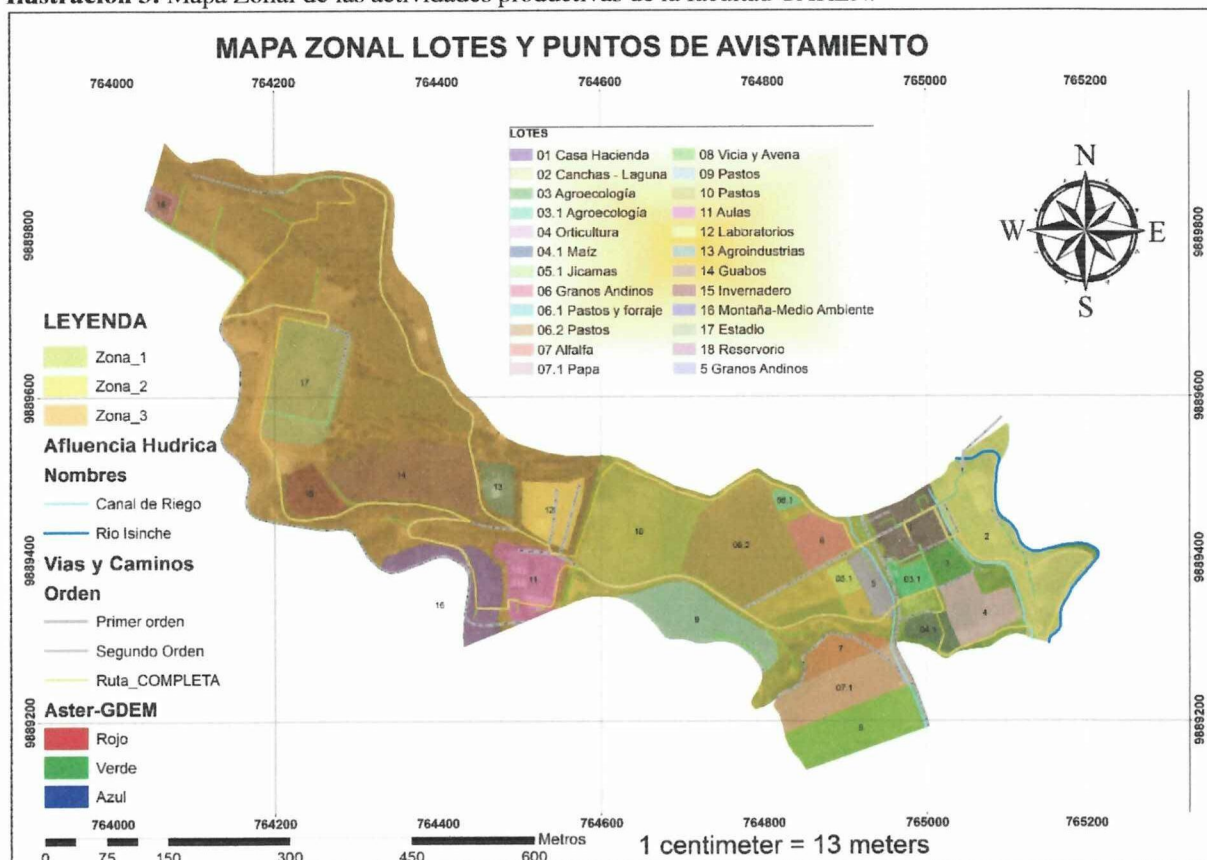 Ilustración 3: Mapa Zonal de las actividades productivas de la facultad
MAPA ZONAL LOTES Y PUNTOS DE AVISTAMIENTO
764000 764200 764400 764600 764800 765000 765200
LOTES
01 Casa Hacienda
02 Canchas - Laguna
03 Agroecología
03.1 Agroecología
04 Orticultura
04.1 Maíz
05.1 Jicamas
06 Granos Andinos
06.1 Pastos y forraje
06.2 Pastos
07 Alfalfa
07.1 Papa
08 Vicia y Avena
09 Pastos
10 Pastos
11 Aulas
12 Laboratorios
13 Agroindustrias
14 Guabos
15 Invernadero
16 Montaña-Medio Ambiente
17 Estadio
18 Reservorio
5 Granos Andinos
N
W E
S
9889800 9889800
9889600 9889600
9889400 9889400
9889200 9889200
LEYENDA
Zona_1
Zona_2
Zona_3
Afluencia Hudrica
Nombres
Canal de Riego
Rio Isinche
Vias y Caminos
Orden
Primer orden
Segundo Orden
Ruta_COMPLETA
Aster-GDEM
Rojo
Verde
Azul
17
14
13
12
11
16
10
06.2
06.1
6
05.1
5
9
7
07.1
8
1
2
3
03.1
4
04.1
764000 764200 764400 764600 764800 765000 765200
Metros
0 75 150 300 450 600
1 centimeter = 13 meters